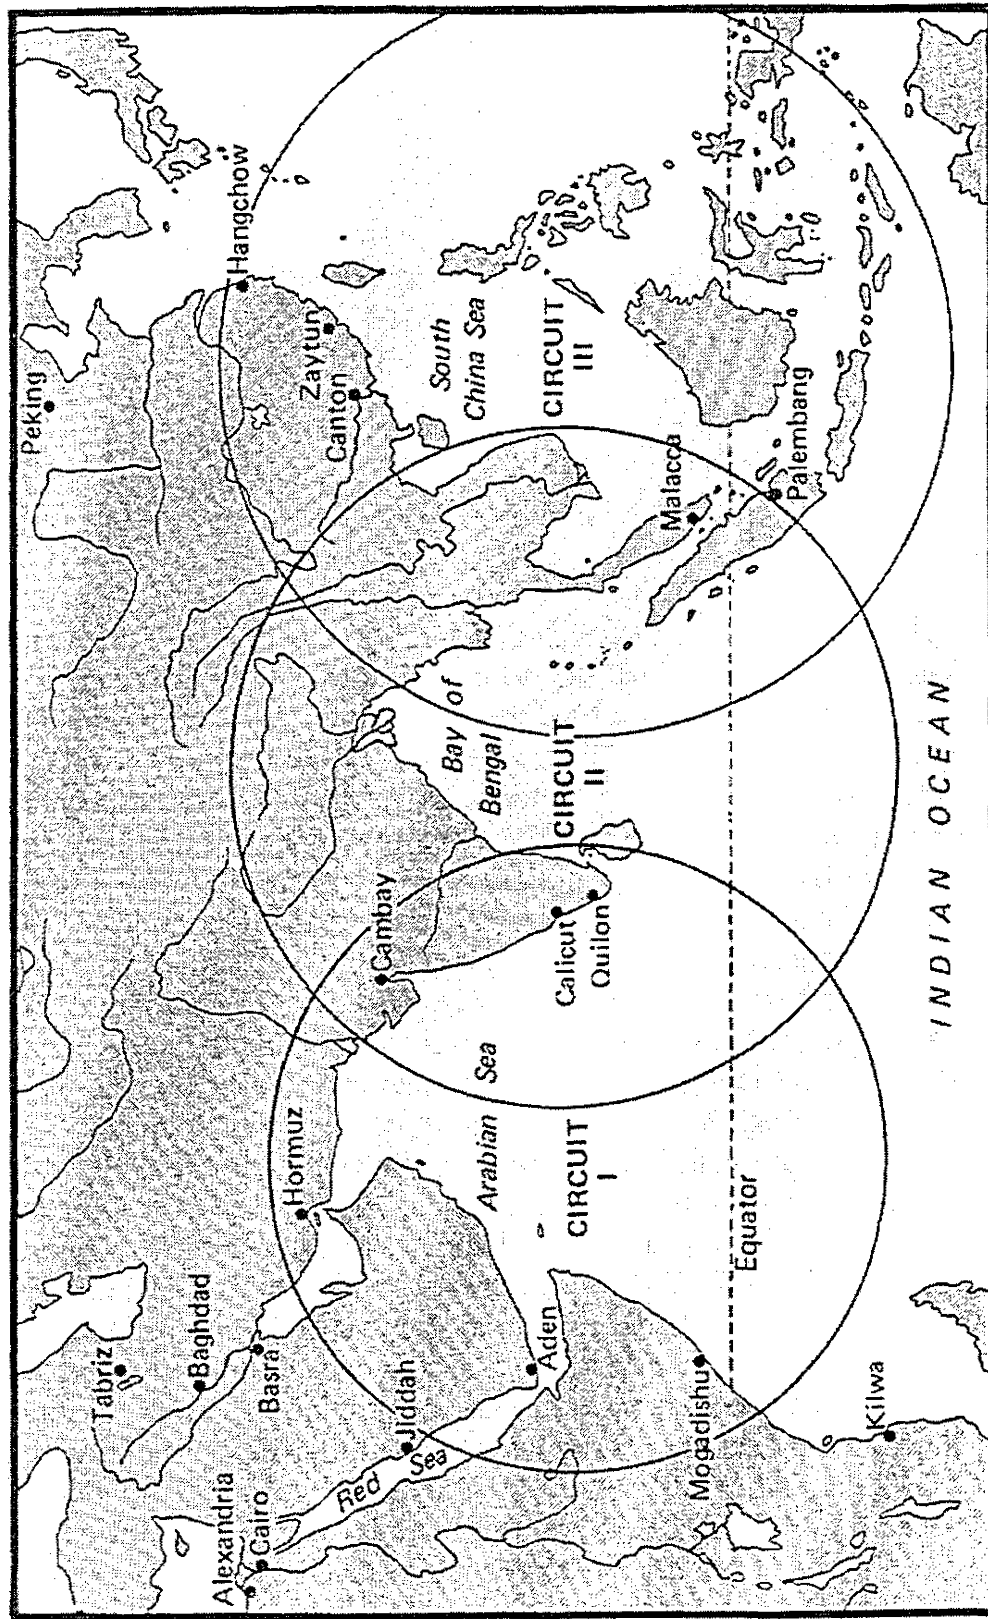 Alexandria
Cairo
Tabriz
Baghdad
Basra
Jiddah
Red
Sea
Aden
Mogadishu
Kilwa
Hormuz
Arabian
Sea
CIRCUIT
I
Equator
Cambay
Calicut
Quilon
Bay of
Bengal
CIRCUIT
II
INDIAN OCEAN
Peking
Hangchow
Zaytun
Canton
South
China Sea
CIRCUIT
III
Malacca
Palembang